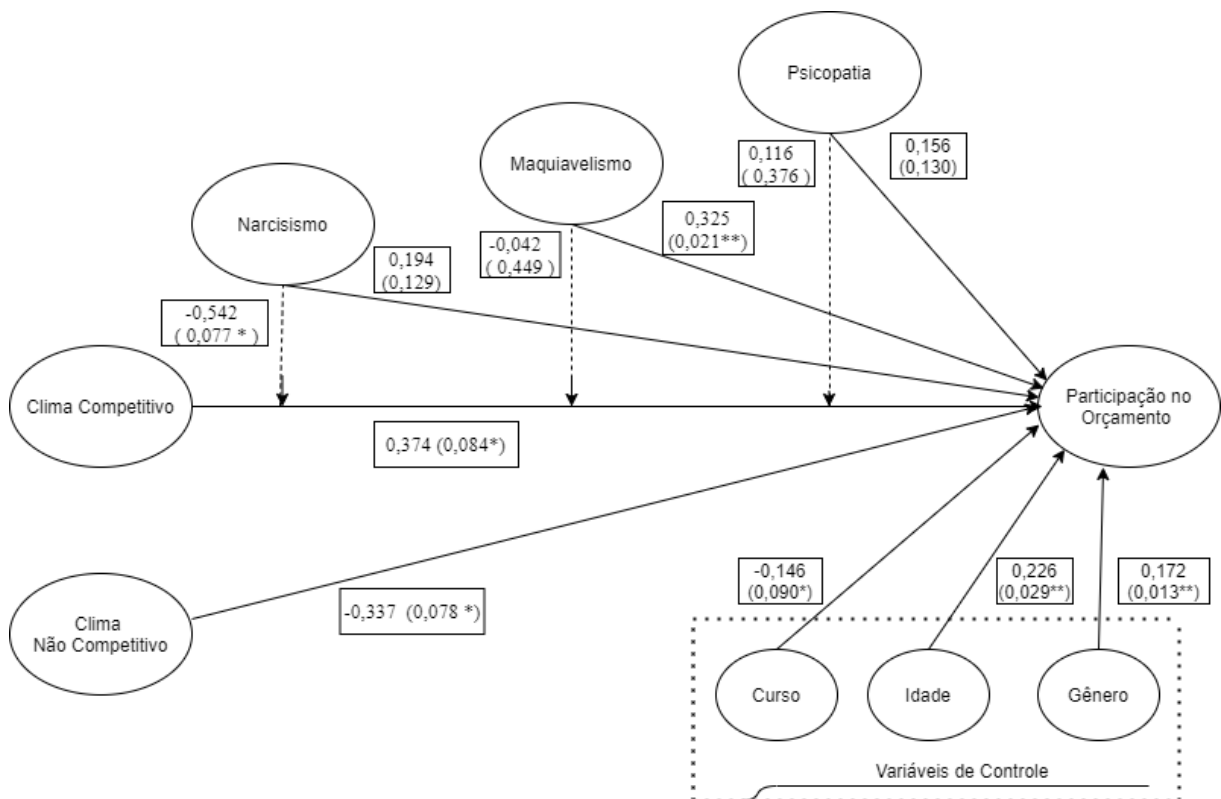 Psicopatia
0,116
( 0,376 )
0,156
(0,130)
Maquiavelismo
-0,042
( 0,449 )
0,325
(0,021**)
Narcisismo
0,194
(0,129)
-0,542
( 0,077 * )
Clima Competitivo
0,374 (0,084*)
Participação no
Orçamento
Clima
Não Competitivo
-0,337 (0,078 *)
-0,146
(0,090*)
0,226
(0,029**)
0,172
(0,013**)
Curso
Idade
Gênero
Variáveis de Controle